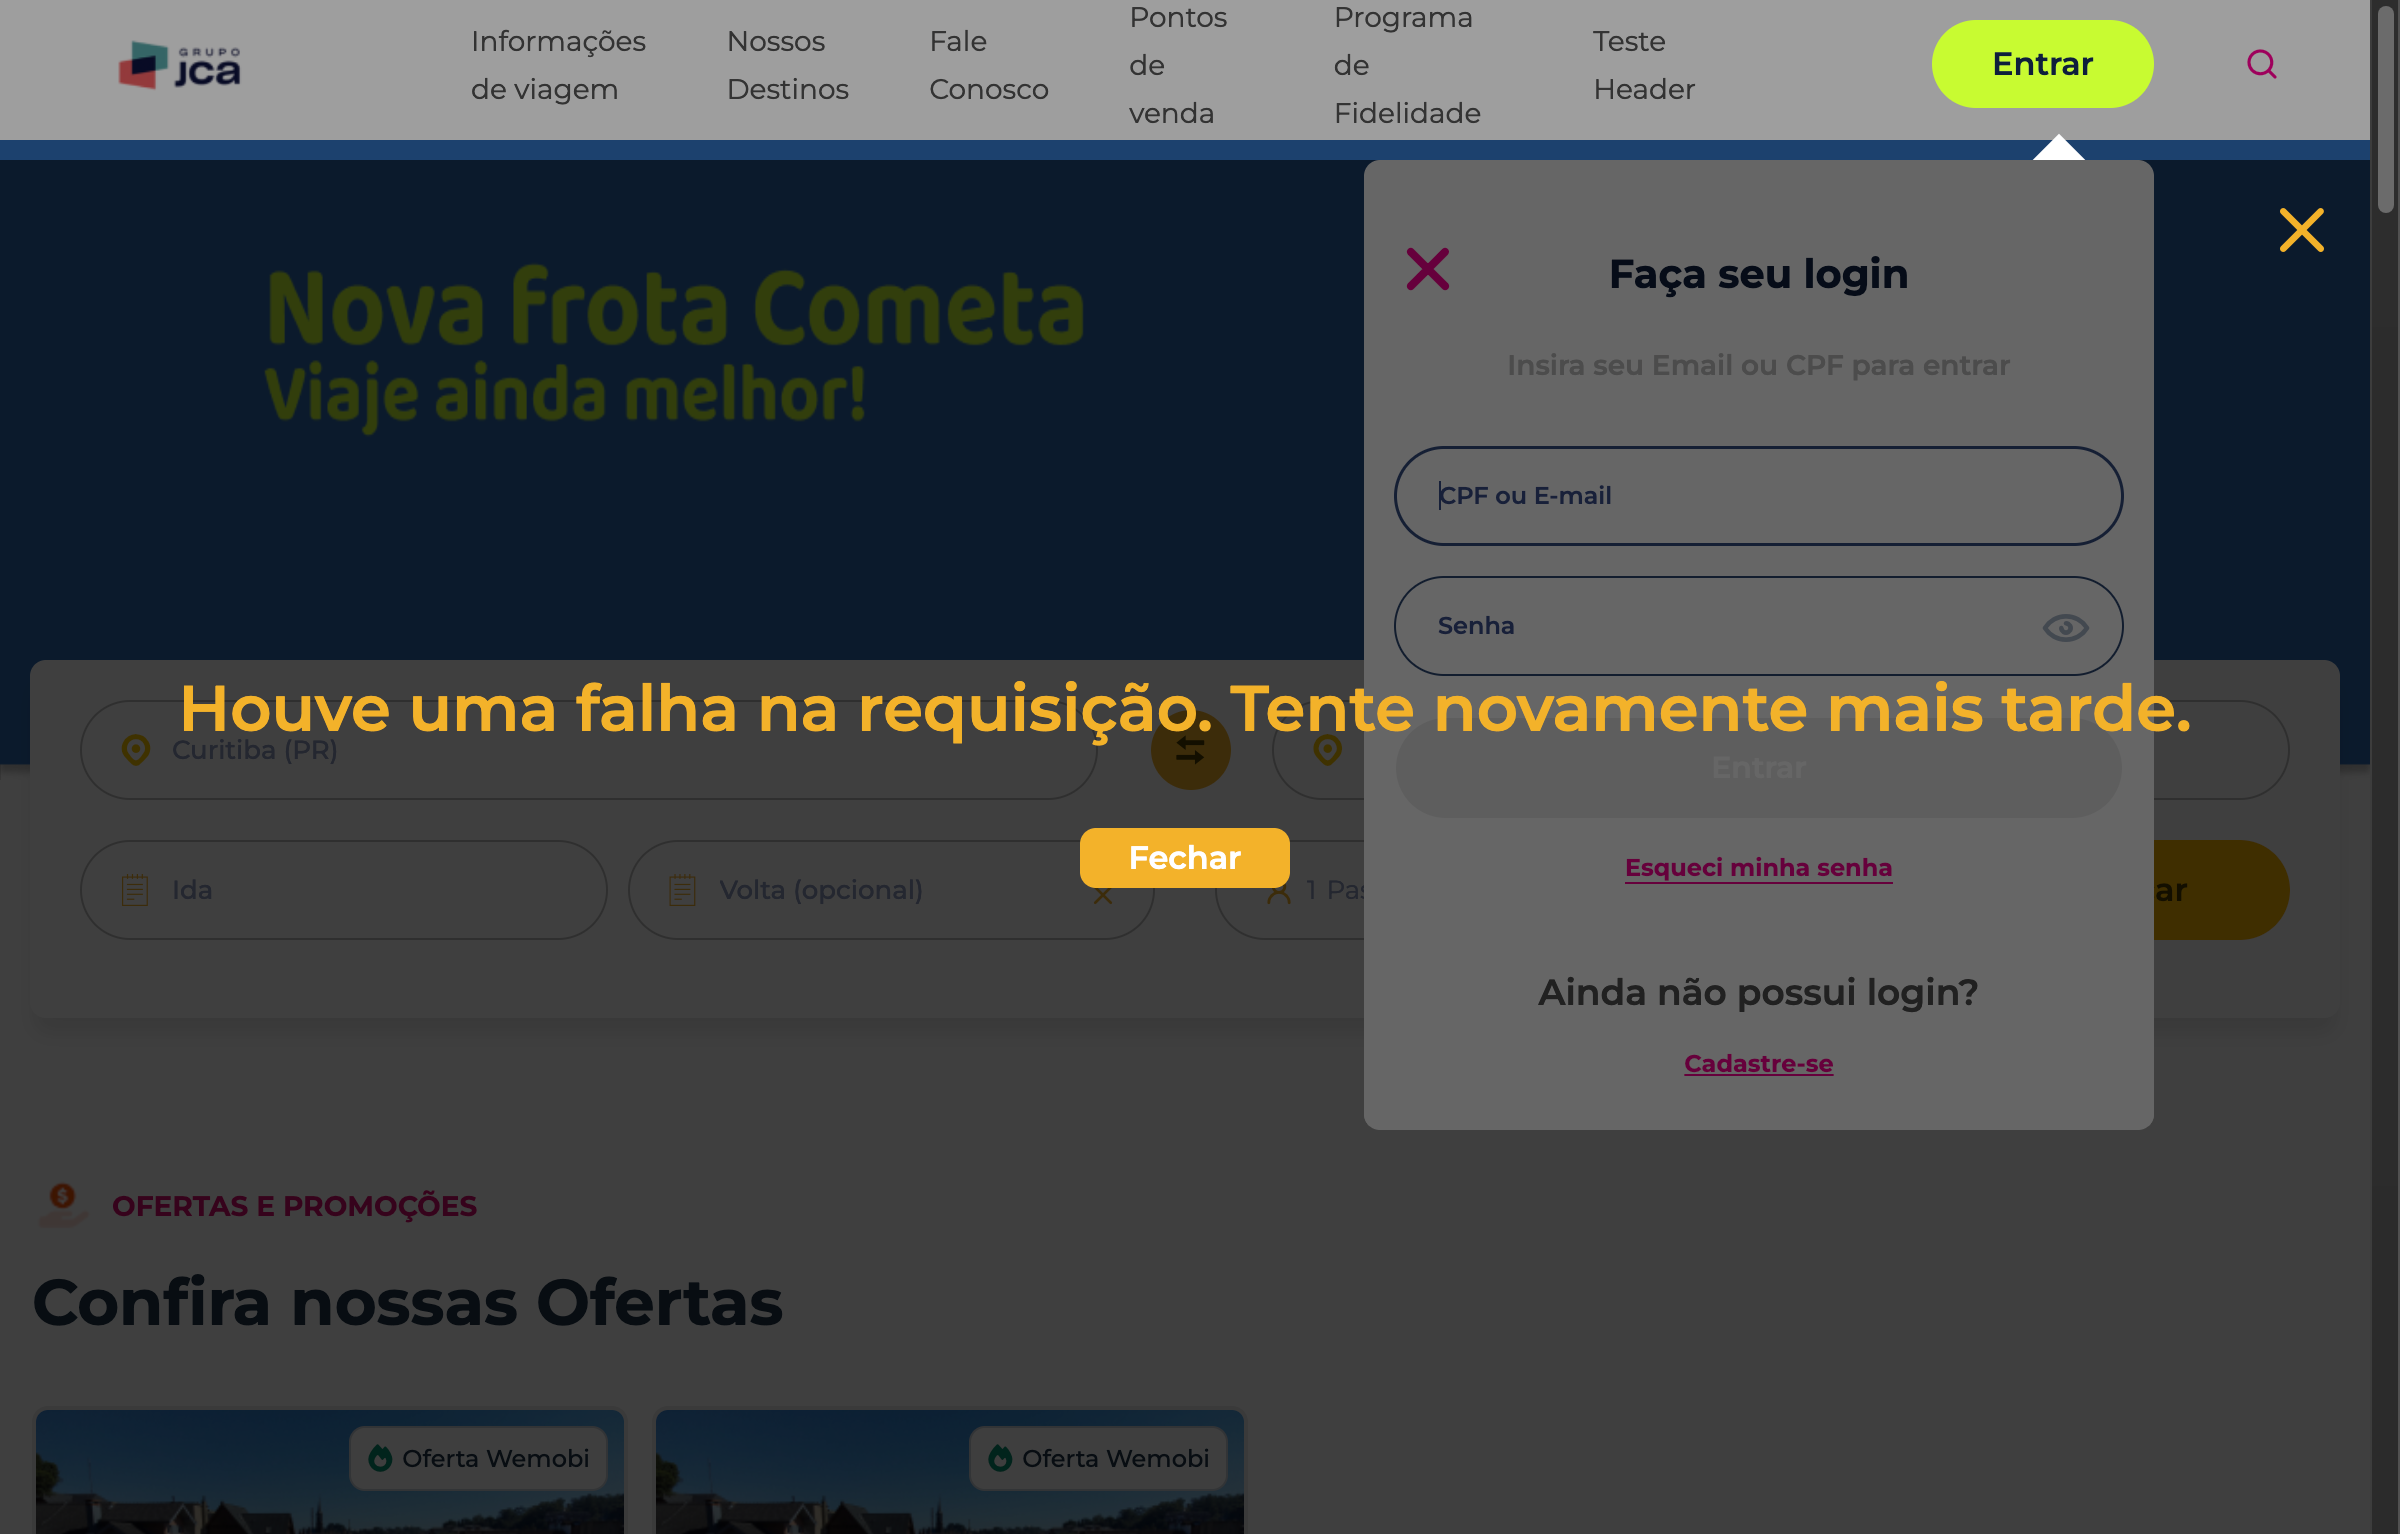 GRUPO
jca
Informações
de viagem
Nossos
Destinos
Fale
Conosco
Pontos
de
venda
Programa
de
Fidelidade
Teste
Header
Entrar
Nova frota Cometa
Viaje ainda melhor!
Faça seu login
Insira seu Email ou CPF para entrar
CPF ou E-mail
Senha
Houve uma falha na requisição. Tente novamente mais tarde.
Curitiba (PR)
Entrar
Fechar
Esqueci minha senha
Ida
Volta (opcional)
1 Pas
ar
Ainda não possui login?
Cadastre-se
OFERTAS E PROMOÇÕES
Confira nossas Ofertas
Oferta Wemobi
Oferta Wemobi